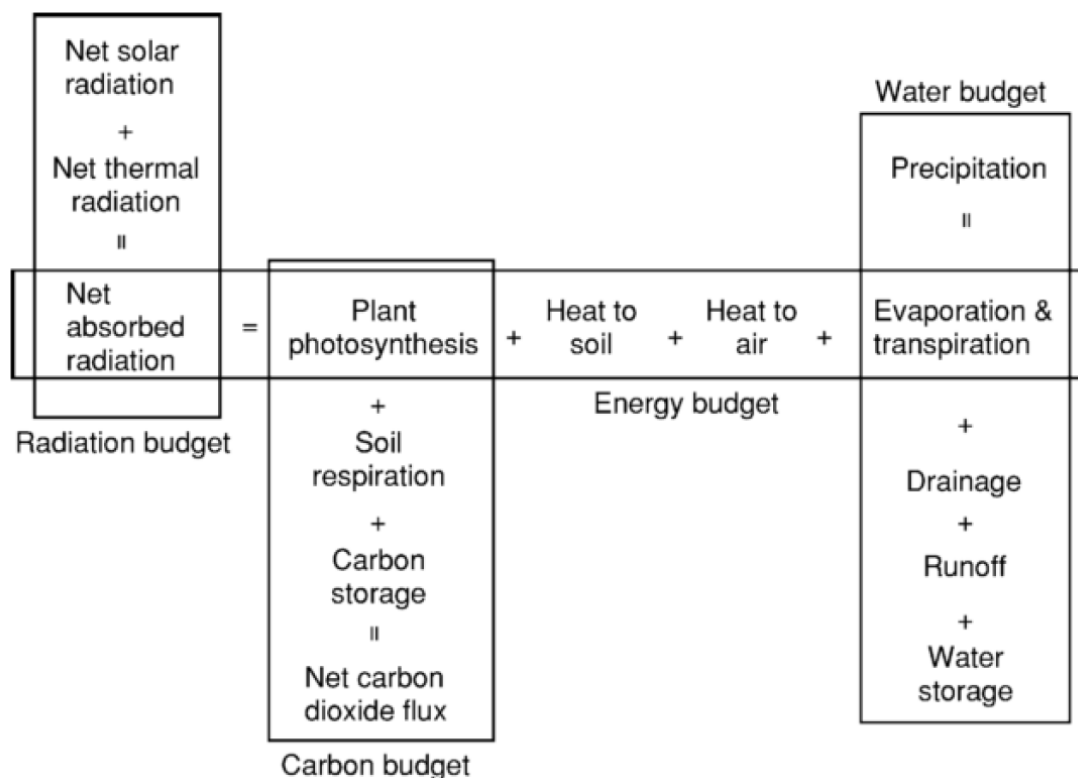 Net solar
radiation
+
Net thermal
radiation
=
Net
absorbed
radiation
Radiation budget
=
Plant
photosynthesis
+
Soil
respiration
+
Carbon
storage
=
Net carbon
dioxide flux
Carbon budget
+
Heat to
soil
+
Heat to
air
+
Energy budget
Water budget
Precipitation
=
Evaporation &
transpiration
+
Drainage
+
Runoff
+
Water
storage